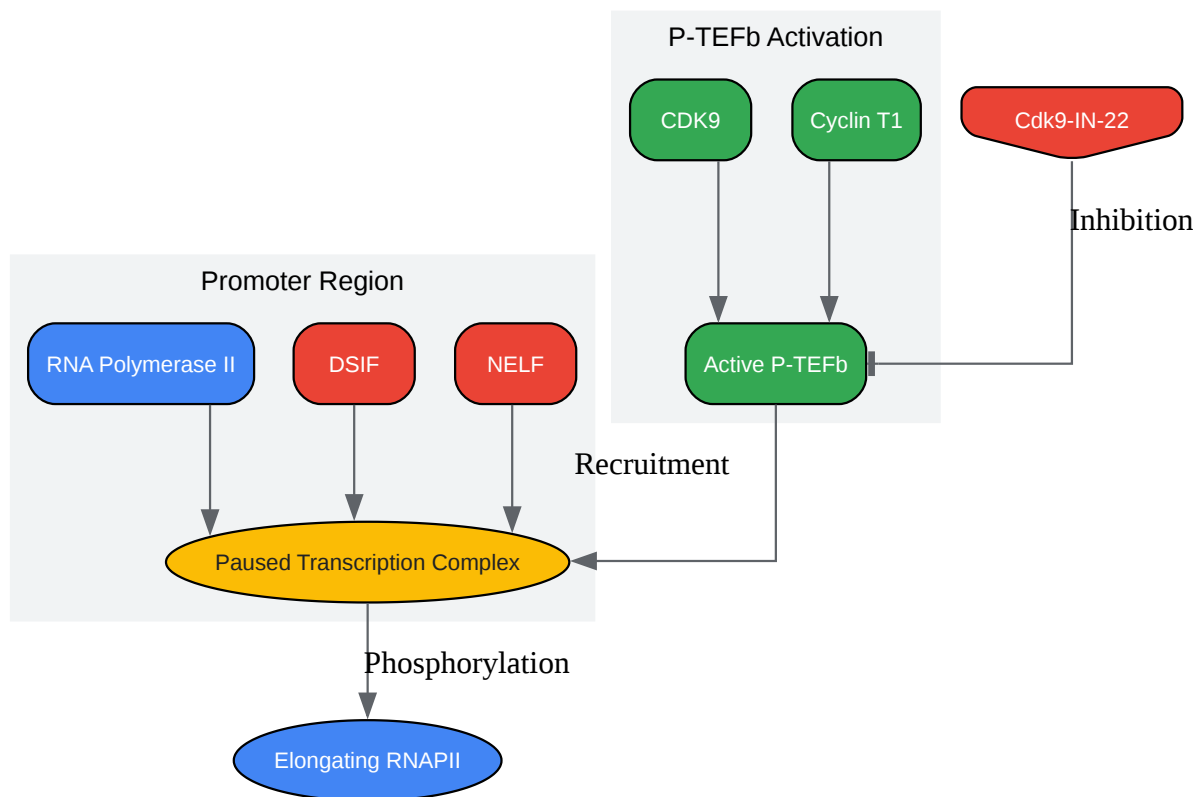 P-TEFb Activation
CDK9
Cyclin T1
Cdk9-IN-22
Inhibition
Promoter Region
RNA Polymerase II
DSIF
NELF
Active P-TEFb
Recruitment
Paused Transcription Complex
Phosphorylation
Elongating RNAPII